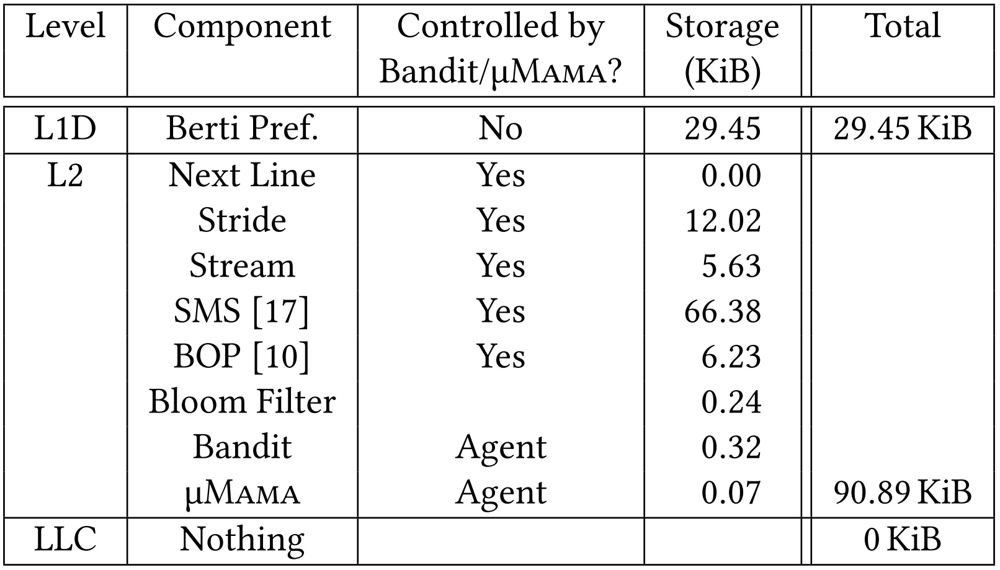 Level Component Controlled by Storage Total
Bandit/μMᴀᴍᴀ? (KiB)
L1D Berti Pref. No 29.45 29.45 KiB
L2 Next Line Yes 0.00
Stride Yes 12.02
Stream Yes 5.63
SMS [17] Yes 66.38
BOP [10] Yes 6.23
Bloom Filter 0.24
Bandit Agent 0.32
μMᴀᴍᴀ Agent 0.07 90.89 KiB
LLC Nothing 0 KiB